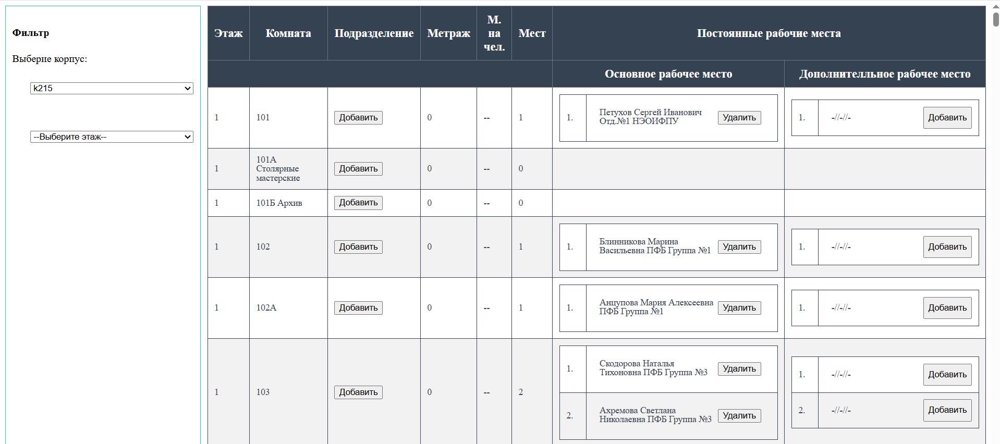 Фильтр
Выберие корпус:
k215
--Выберите этаж--
Этаж
Комната
Подразделение
Метраж
М.
на
чел.
Мест
Постоянные рабочие места
Основное рабочее место
Дополнителльное рабочее место
1
101
Добавить
0
--
1
1.
Петухов Сергей Иванович
Отд.№1 НЭОИФПУ
Удалить
1.
-//-//-
Добавить
1
101А
Столярные
мастерские
Добавить
0
--
0
1
101Б Архив
Добавить
0
--
0
1
102
Добавить
0
--
1
1.
Блинникова Марина
Васильевна ПФБ Группа №1
Удалить
1.
-//-//-
Добавить
1
102А
Добавить
0
--
1
1.
Анцупова Мария Алексеевна
ПФБ Группа №1
Удалить
1.
-//-//-
Добавить
1
103
Добавить
0
--
2
1.
Скодорова Наталья
Тихоновна ПФБ Группа №3
Удалить
2.
Ахремова Светлана
Николаевна ПФБ Группа №3
Удалить
1.
-//-//-
Добавить
2.
-//-//-
Добавить